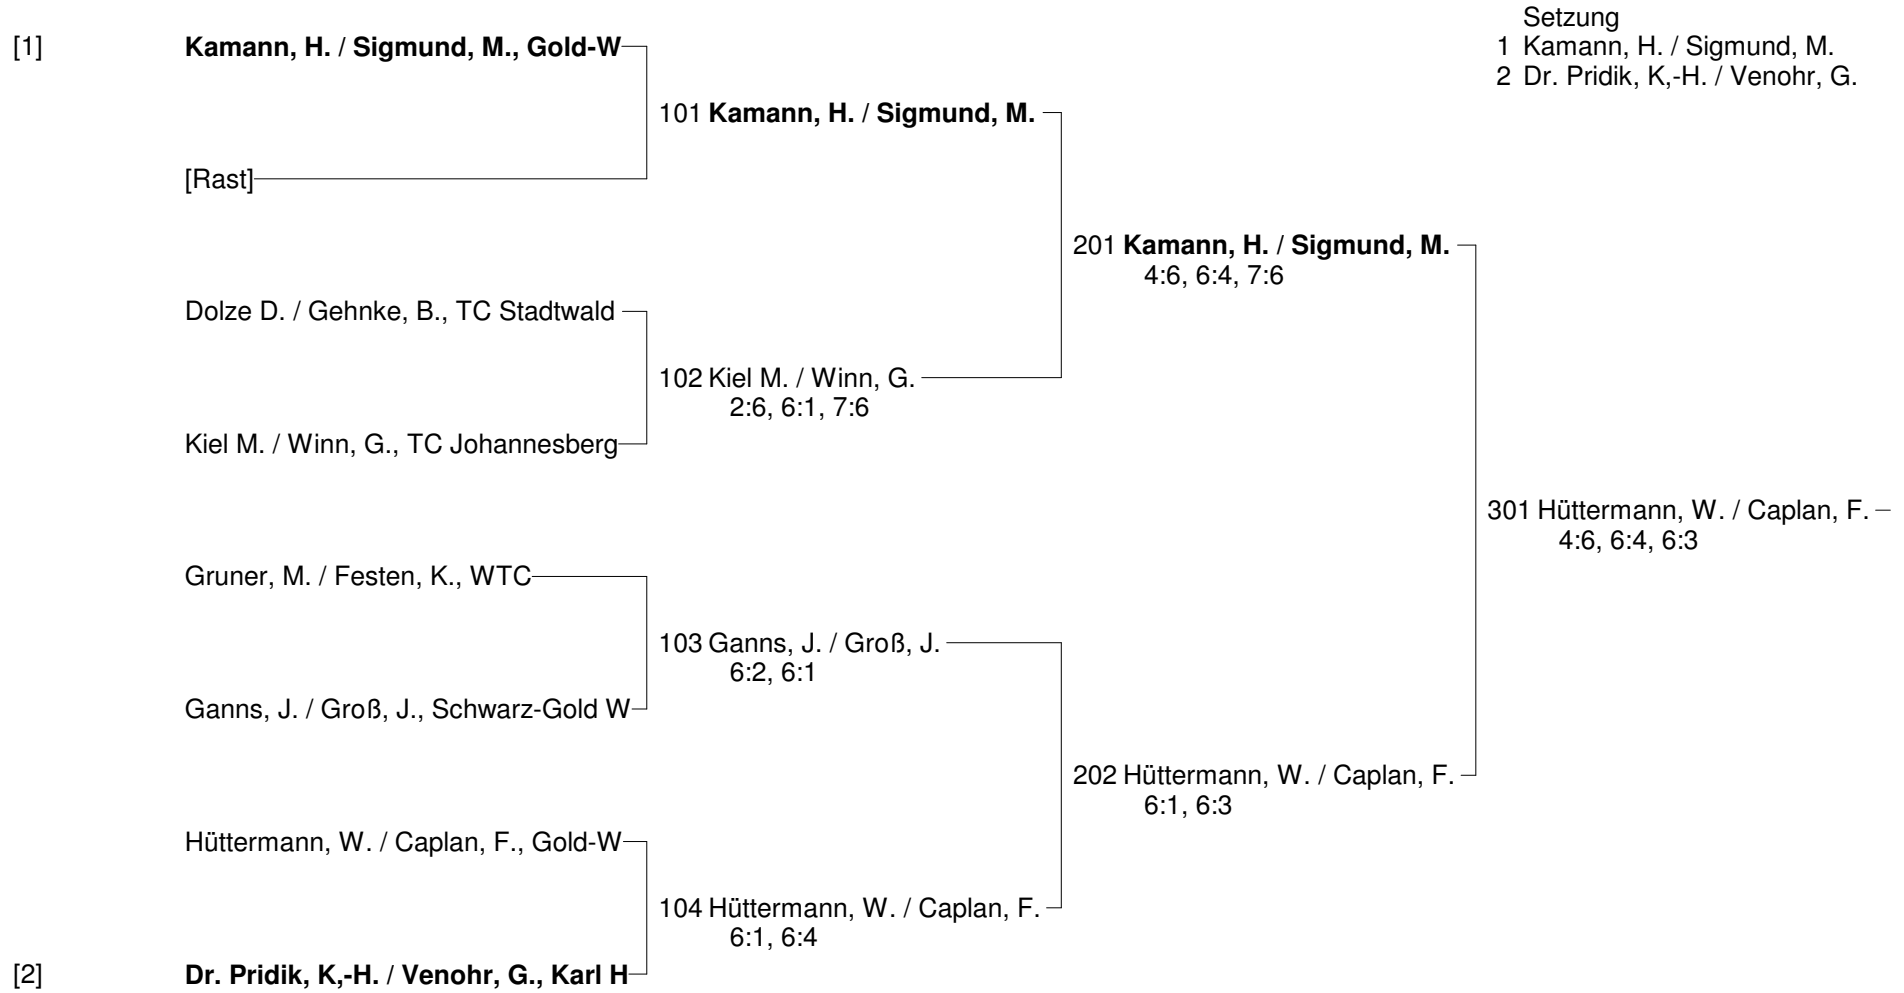 Setzung
1 Kamann, H. / Sigmund, M.
2 Dr. Pridik, K,-H. / Venohr, G.
[1] Kamann, H. / Sigmund, M., Gold-W
101 Kamann, H. / Sigmund, M.
[Rast]
201 Kamann, H. / Sigmund, M.
4:6, 6:4, 7:6
Dolze D. / Gehnke, B., TC Stadtwald
102 Kiel M. / Winn, G.
2:6, 6:1, 7:6
Kiel M. / Winn, G., TC Johannesberg
301 Hüttermann, W. / Caplan, F.
4:6, 6:4, 6:3
Gruner, M. / Festen, K., WTC
103 Ganns, J. / Groß, J.
6:2, 6:1
Ganns, J. / Groß, J., Schwarz-Gold W
202 Hüttermann, W. / Caplan, F.
6:1, 6:3
Hüttermann, W. / Caplan, F., Gold-W
104 Hüttermann, W. / Caplan, F.
6:1, 6:4
[2] Dr. Pridik, K,-H. / Venohr, G., Karl H